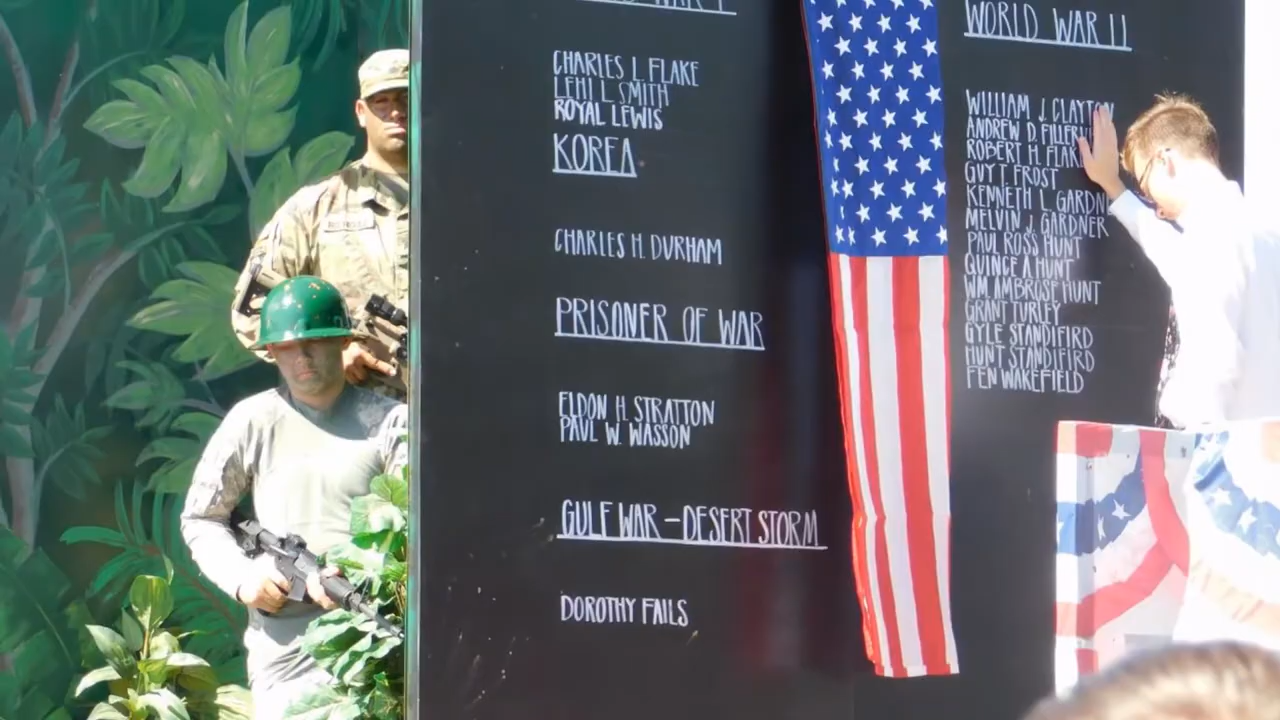 CHARLES L. FLAKE
LEHI L. SMITH
ROYAL LEWIS
KOREA
CHARLES H. DURHAM
PRISONER OF WAR
ELDON H. STRATTON
PAUL W. WASSON
GULF WAR - DESERT STORM
DOROTHY FAILS
WORLD WAR II
WILLIAM J. CLAYTON
ANDREW D.
ROBERT H. FLAKE
GUY T FROST
KENNETH L. GARDN
MELVIN J. GARDNER
PAUL ROSS HUNT
QUINCE A HUNT
WM AMBROSE HUNT
GRANT TURLEY
GYLE STANDIFIRD
HUNT STANDIFIRD
FEN WAKEFIELD